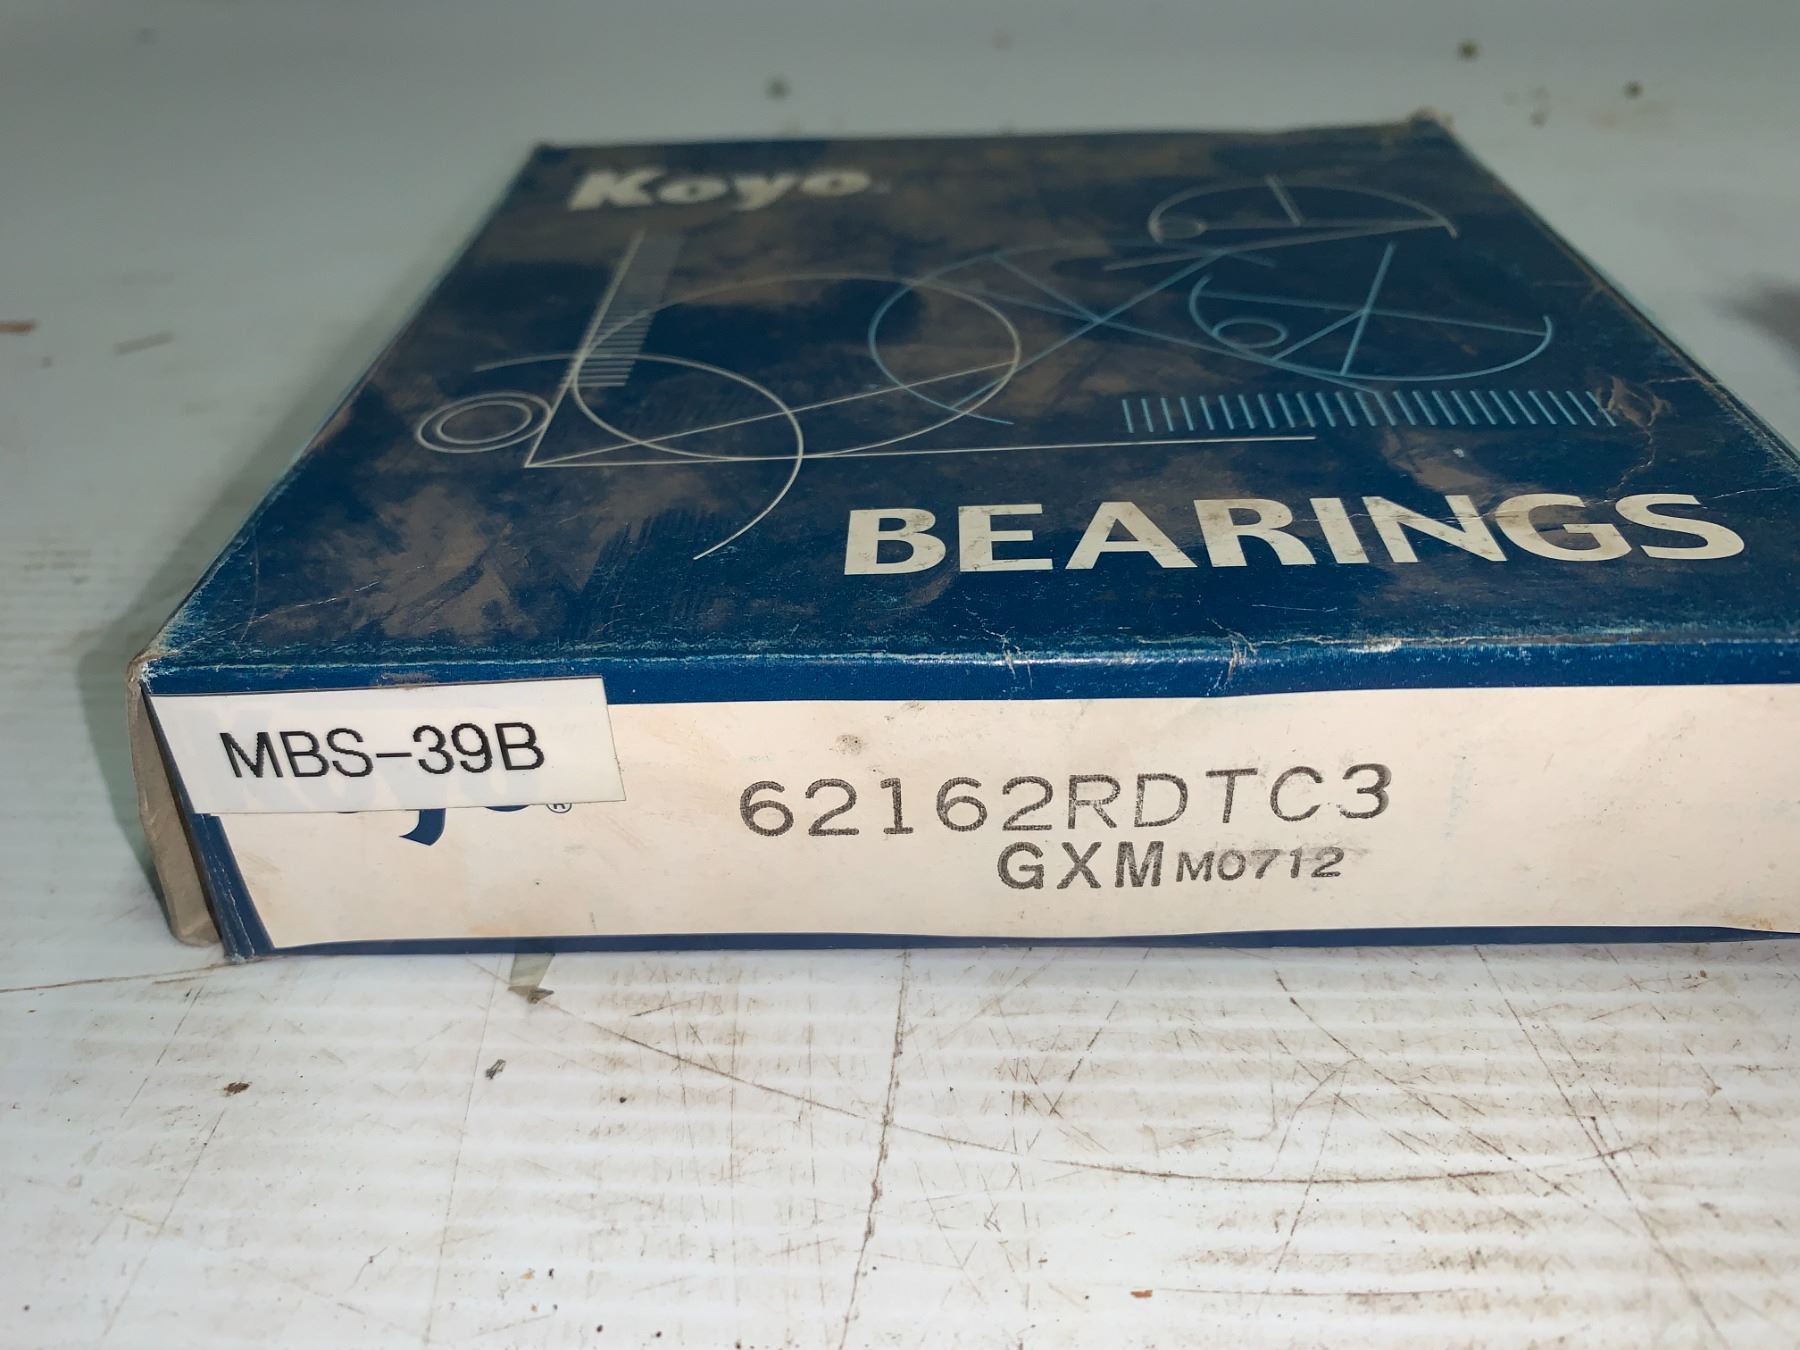 Koyo
BEARINGS
MBS-39B
®
62162RDTC3
GXM M0712